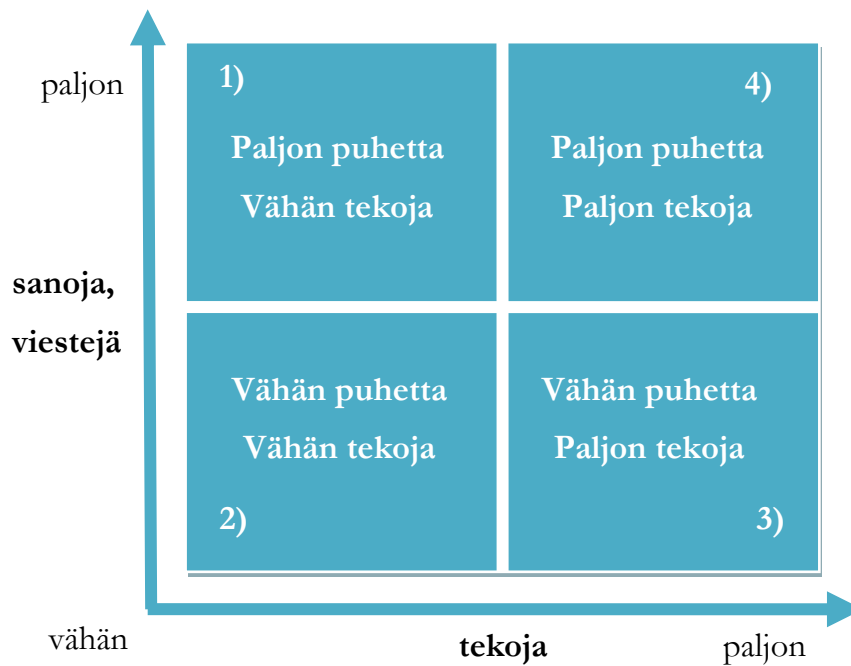 paljon
1)
Paljon puhetta
Vähän tekoja
4)
Paljon puhetta
Paljon tekoja
sanoja,
viestejä
Vähän puhetta
Vähän tekoja
2)
Vähän puhetta
Paljon tekoja
3)
vähän
tekoja
paljon